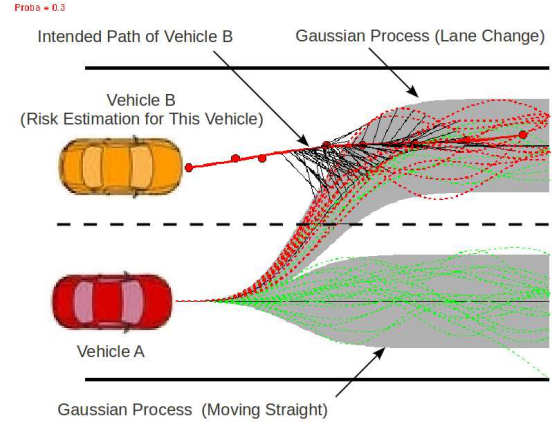 Proba = 0.3
Intended Path of Vehicle B
Gaussian Process (Lane Change)
Vehicle B
(Risk Estimation for This Vehicle)
Vehicle A
Gaussian Process (Moving Straight)